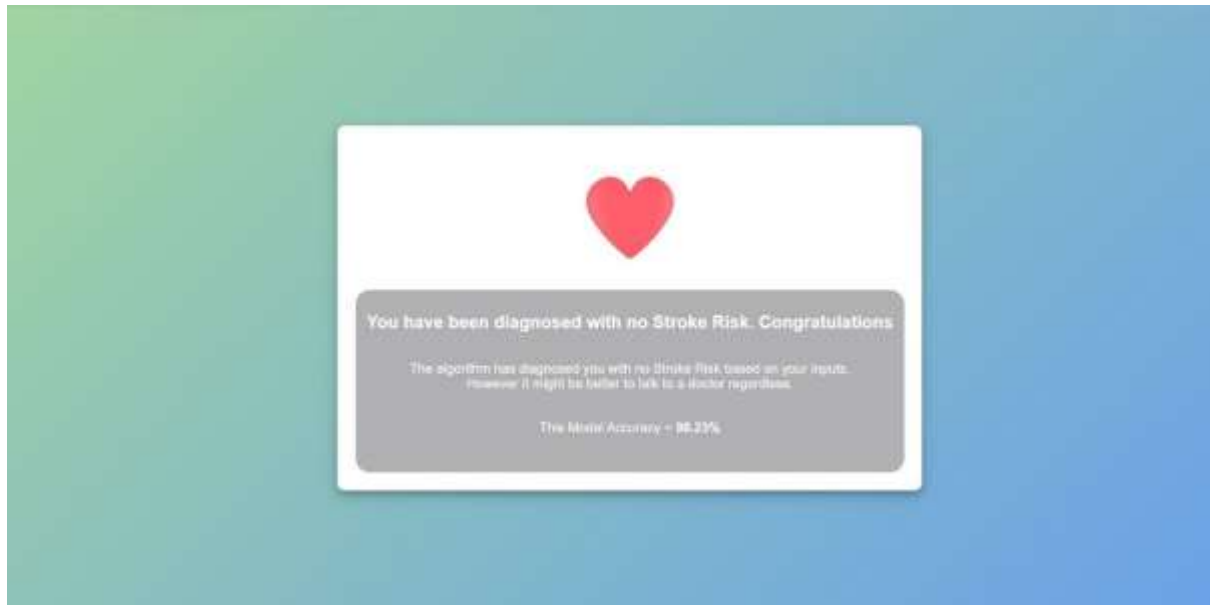 You have been diagnosed with no Stroke Risk. Congratulations
The algorithm has diagnosed you with no Stroke Risk based on your inputs.
However it might be better to talk to a doctor regardless.
This Model Accuracy ~ 98.23%